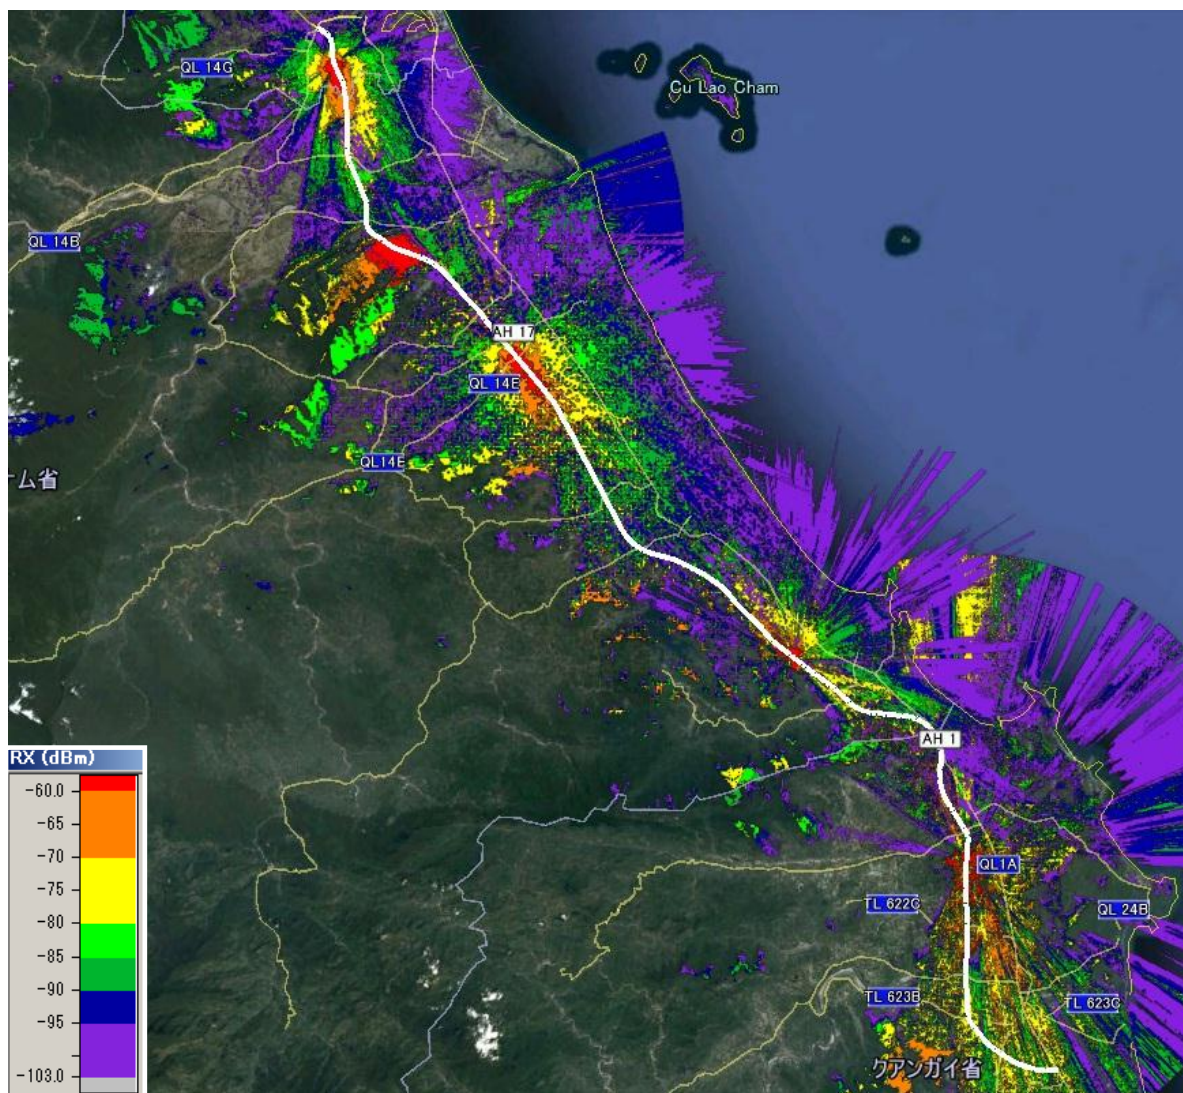 QL 14G
Cu Lao Cham
QL 14B
AH 17
QL 14E
QL14E
ーム省
AH 1
RX (dBm)
-60.0
-65
-70
-75
-80
-85
-90
-95
-103.0
QL1A
TL 622C
QL 24B
TL 623B
TL 623C
クアンガイ省